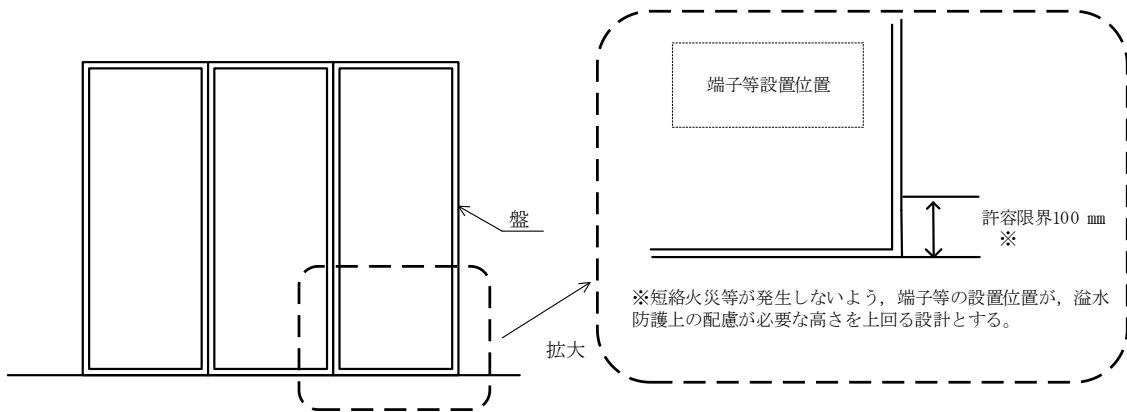 盤
拡大
端子等設置位置
許容限界100 mm
※
※短絡火災等が発生しないよう，端子等の設置位置が，溢水
防護上の配慮が必要な高さを上回る設計とする。